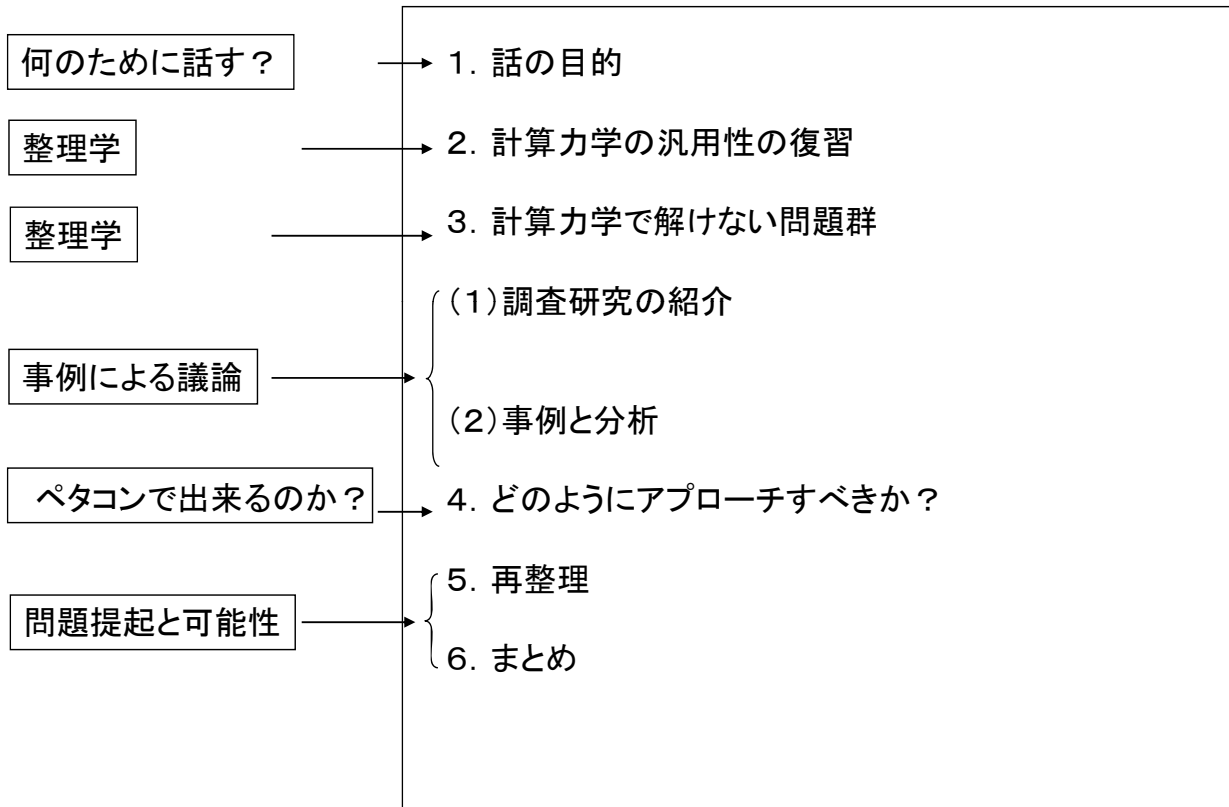 何のために話す？
1．話の目的
整理学
2．計算力学の汎用性の復習
整理学
3．計算力学で解けない問題群
（1）調査研究の紹介
事例による議論
（2）事例と分析
ペタコンで出来るのか？
4．どのようにアプローチすべきか？
5．再整理
問題提起と可能性
6．まとめ